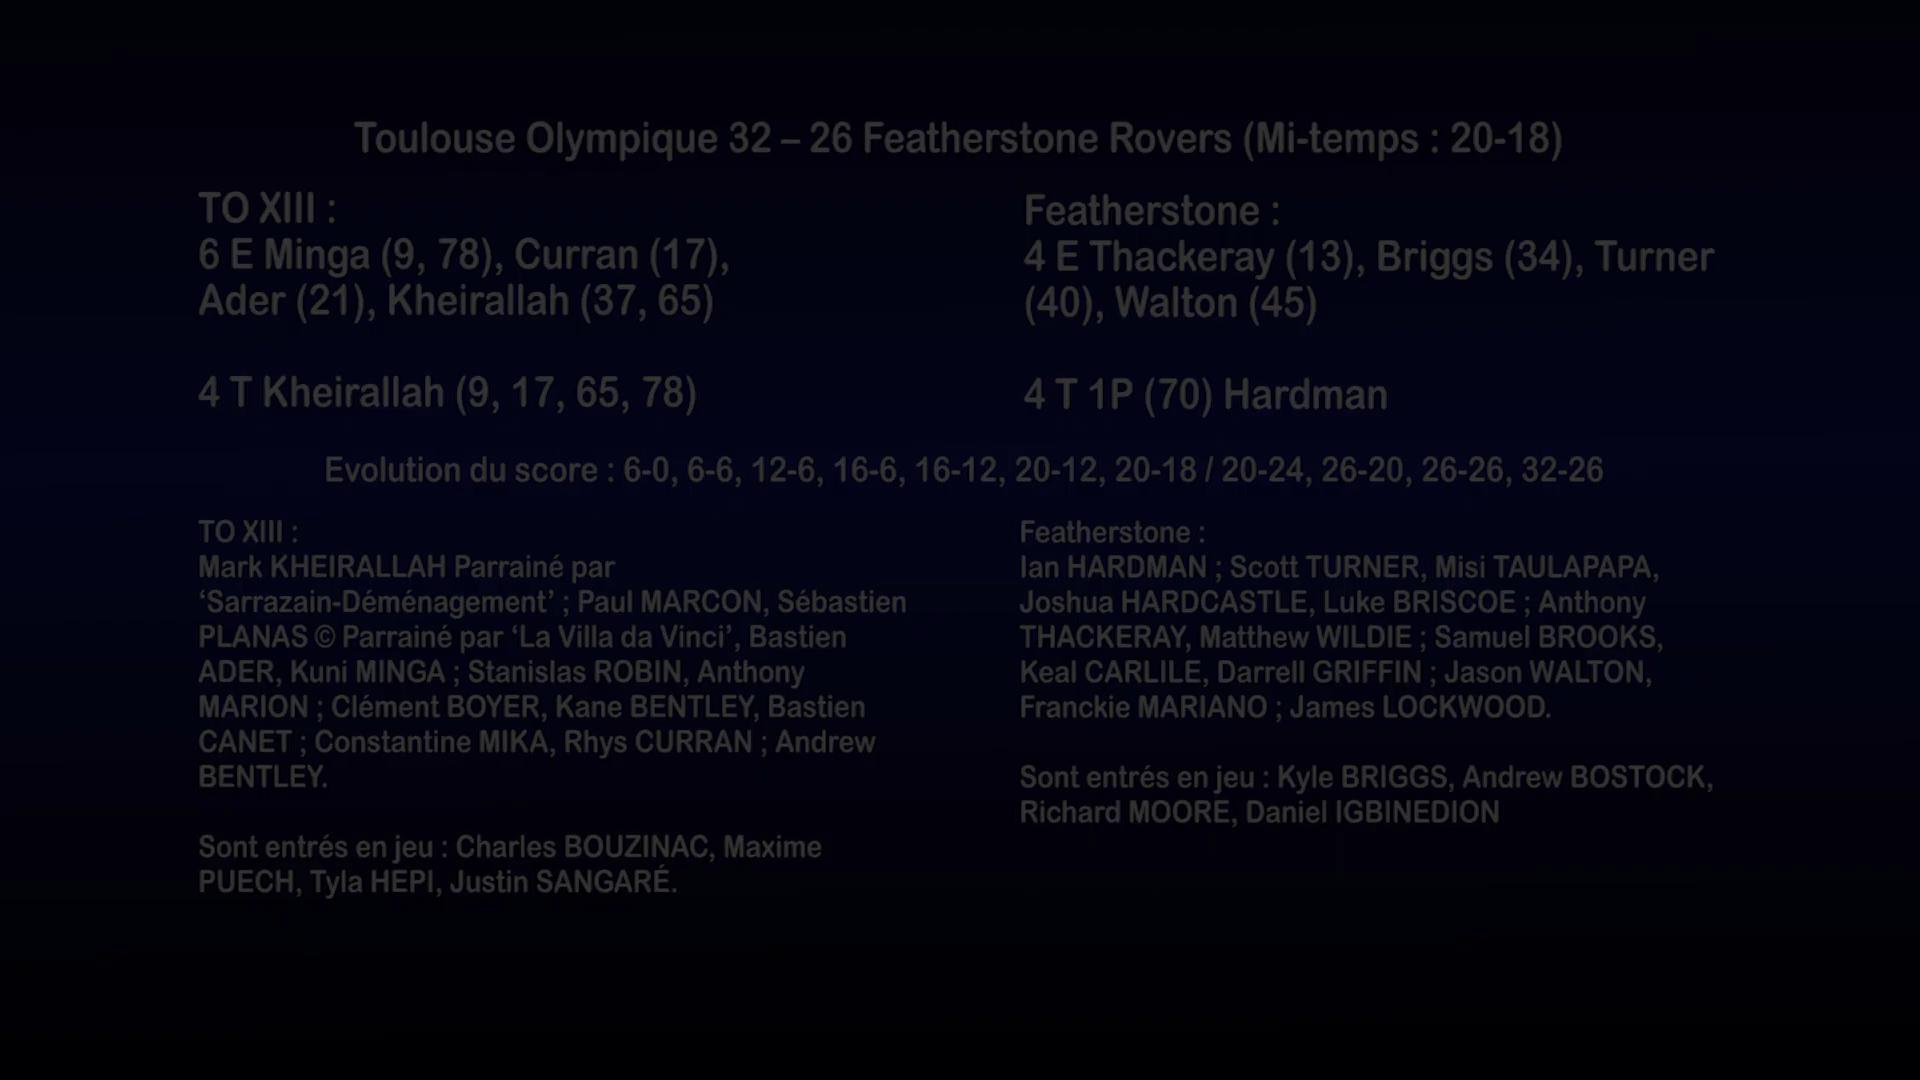 Toulouse Olympique 32 – 26 Featherstone Rovers (Mi-temps : 20-18)
TO XIII :
6 E Minga (9, 78), Curran (17),
Ader (21), Kheirallah (37, 65)
4 T Kheirallah (9, 17, 65, 78)
Featherstone :
4 E Thackeray (13), Briggs (34), Turner
(40), Walton (45)
4 T 1P (70) Hardman
Evolution du score : 6-0, 6-6, 12-6, 16-6, 16-12, 20-12, 20-18 / 20-24, 26-20, 26-26, 32-26
TO XIII :
Mark KHEIRALLAH Parrainé par
‘Sarrazain-Déménagement’ ; Paul MARCON, Sébastien
PLANAS © Parrainé par ‘La Villa da Vinci’, Bastien
ADER, Kuni MINGA ; Stanislas ROBIN, Anthony
MARION ; Clément BOYER, Kane BENTLEY, Bastien
CANET ; Constantine MIKA, Rhys CURRAN ; Andrew
BENTLEY.
Sont entrés en jeu : Charles BOUZINAC, Maxime
PUECH, Tyla HEPI, Justin SANGARÉ.
Featherstone :
Ian HARDMAN ; Scott TURNER, Misi TAULAPAPA,
Joshua HARDCASTLE, Luke BRISCOE ; Anthony
THACKERAY, Matthew WILDIE ; Samuel BROOKS,
Keal CARLILE, Darrell GRIFFIN ; Jason WALTON,
Franckie MARIANO ; James LOCKWOOD.
Sont entrés en jeu : Kyle BRIGGS, Andrew BOSTOCK,
Richard MOORE, Daniel IGBINEDION